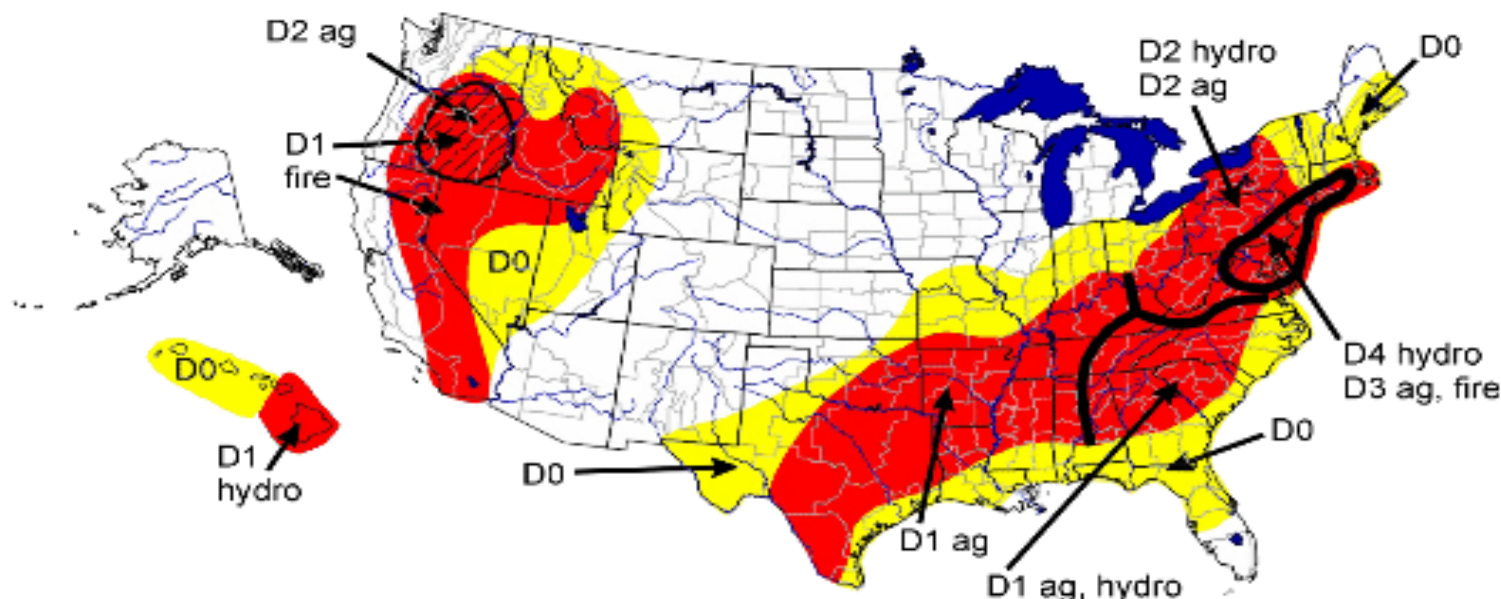 D2 ag
D2 hydro
D2 ag
D0
D1
fire
D0
D0
D1
hydro
D4 hydro
D3 ag, fire
D0
D0
D1 ag
D1 ag, hydro